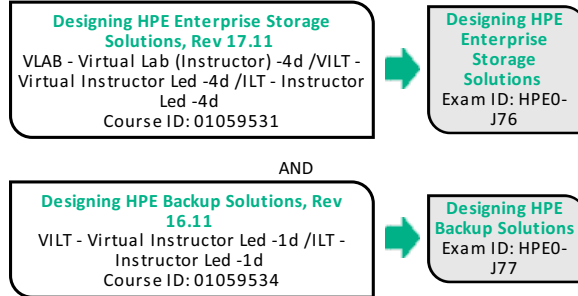 Designing HPE Enterprise Storage
Solutions, Rev 17.11
VLAB - Virtual Lab (Instructor) -4d /VILT -
Virtual Instructor Led -4d /ILT - Instructor
Led -4d
Course ID: 01059531
Designing HPE
Enterprise
Storage
Solutions
Exam ID: HPE0-
J76
AND
Designing HPE Backup Solutions, Rev
16.11
VILT - Virtual Instructor Led -1d /ILT -
Instructor Led -1d
Course ID: 01059534
Designing HPE
Backup Solutions
Exam ID: HPE0-
J77